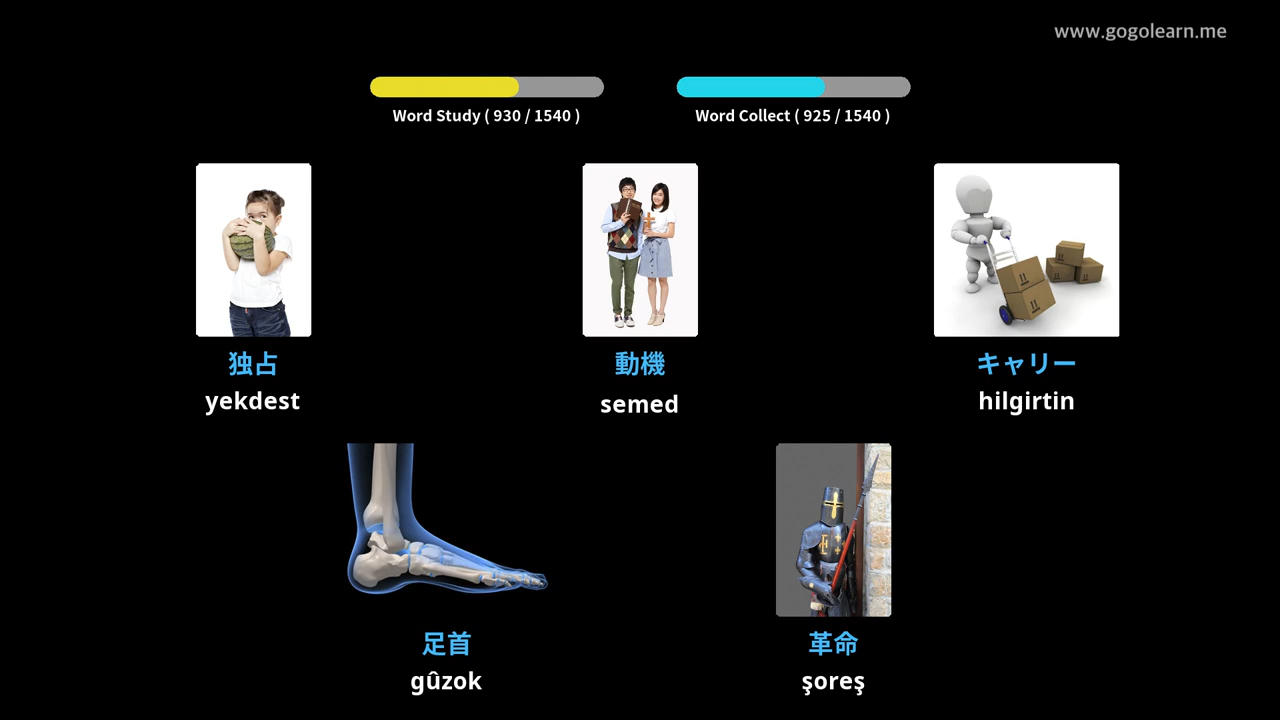 www.gogolearn.me
Word Study ( 930 / 1540 )
Word Collect ( 925 / 1540 )
独占
yekdest
動機
semed
キャリー
hilgirtin
足首
gûzok
革命
şoreş